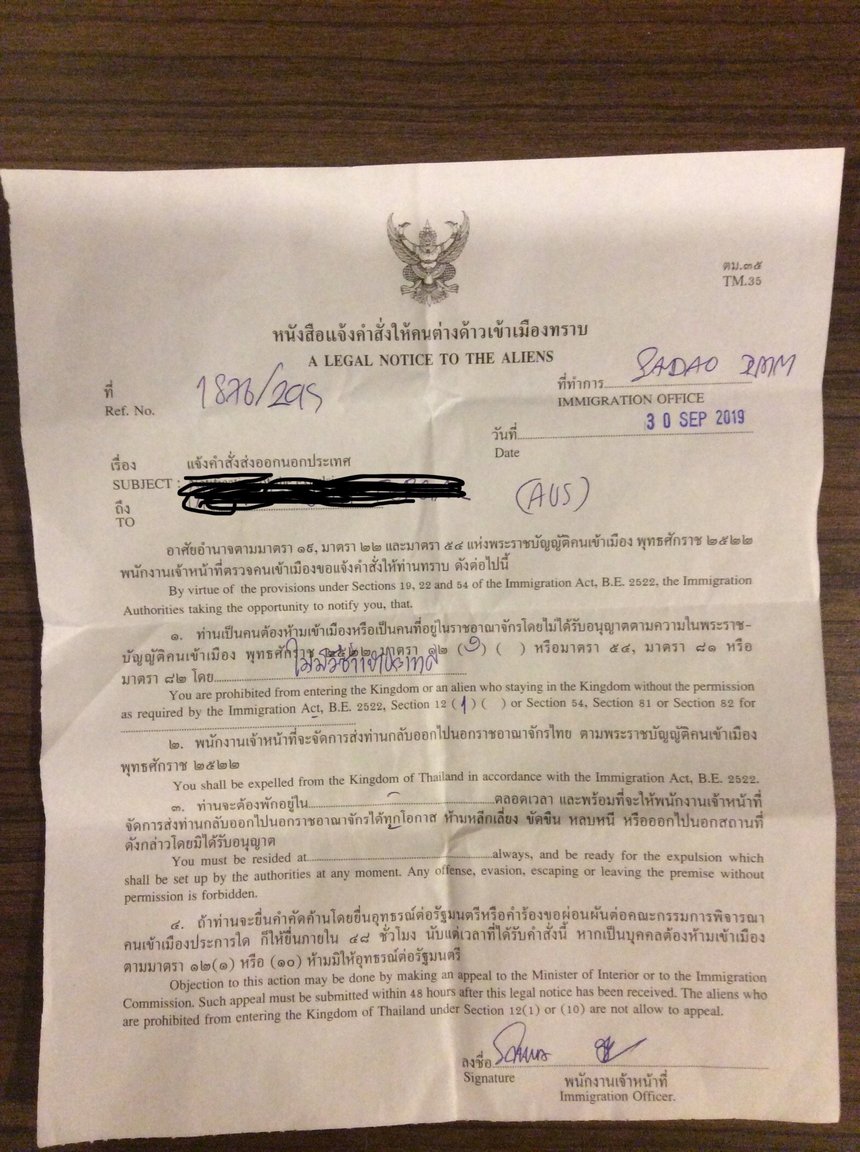 ตม.๓๕
TM.35
หนังสือแจ้งคำสั่งให้คนต่างด้าวเข้าเมืองทราบ
A LEGAL NOTICE TO THE ALIENS
ที่
Ref. No.
ที่ทำการ SADAO IMM
IMMIGRATION OFFICE
วันที่ 30 SEP 2019
Date
เรื่อง แจ้งคำสั่งส่งออกนอกประเทศ
SUBJECT :
ถึง (AUS)
TO
อาศัยอำนาจตามมาตรา ๑๙, มาตรา ๒๒ และมาตรา ๕๔ แห่งพระราชบัญญัติคนเข้าเมือง พุทธศักราช ๒๕๒๒
พนักงานเจ้าหน้าที่ตรวจคนเข้าเมืองขอแจ้งคำสั่งให้ท่านทราบ ดังต่อไปนี้
By virtue of the provisions under Sections 19, 22 and 54 of the Immigration Act, B.E. 2522, the Immigration
Authorities taking the opportunity to notify you, that.
๑. ท่านเป็นคนต้องห้ามเข้าเมืองหรือเป็นคนที่อยู่ในราชอาณาจักรโดยไม่ได้รับอนุญาตตามความในพระราช-
บัญญัติคนเข้าเมือง พุทธศักราช ๒๕๒๒ มาตรา ๑๒ (๑) ( ) หรือมาตรา ๕๔, มาตรา ๘๑ หรือ
มาตรา ๘๒ โดย ไม่มีวีซ่าเข้าประเทศ
You are prohibited from entering the Kingdom or an alien who staying in the Kingdom without the permission
as required by the Immigration Act, B.E. 2522, Section 12 (1) ( ) or Section 54, Section 81 or Section 82 for
๒. พนักงานเจ้าหน้าที่จะจัดการส่งท่านกลับออกไปนอกราชอาณาจักรไทย ตามพระราชบัญญัติคนเข้าเมือง
พุทธศักราช ๒๕๒๒
You shall be expelled from the Kingdom of Thailand in accordance with the Immigration Act, B.E. 2522.
๓. ท่านจะต้องพักอยู่ใน ตลอดเวลา และพร้อมที่จะให้พนักงานเจ้าหน้าที่
จัดการส่งท่านกลับออกไปนอกราชอาณาจักรได้ทุกโอกาส ห้ามหลีกเลี่ยง ขัดขืน หลบหนี หรือออกไปนอกสถานที่
ดังกล่าวโดยมิได้รับอนุญาต
You must be resided at always, and be ready for the expulsion which
shall be set up by the authorities at any moment. Any offense, evasion, escaping or leaving the premise without
permission is forbidden.
๔. ถ้าท่านจะยื่นคำคัดค้านโดยยื่นอุทธรณ์ต่อรัฐมนตรีหรือคำร้องขอผ่อนผันต่อคณะกรรมการพิจารณา
คนเข้าเมืองประการใด ก็ให้ยื่นภายใน ๔๘ ชั่วโมง นับแต่เวลาที่ได้รับคำสั่งนี้ หากเป็นบุคคลต้องห้ามเข้าเมือง
ตามมาตรา ๑๒(๑) หรือ (๑๐) ห้ามมิให้อุทธรณ์ต่อรัฐมนตรี
Objection to this action may be done by making an appeal to the Minister of Interior or to the Immigration
Commission. Such appeal must be submitted within 48 hours after this legal notice has been received. The aliens who
are prohibited from entering the Kingdom of Thailand under Section 12(1) or (10) are not allow to appeal.
ลงชื่อ
Signature
พนักงานเจ้าหน้าที่
Immigration Officer.